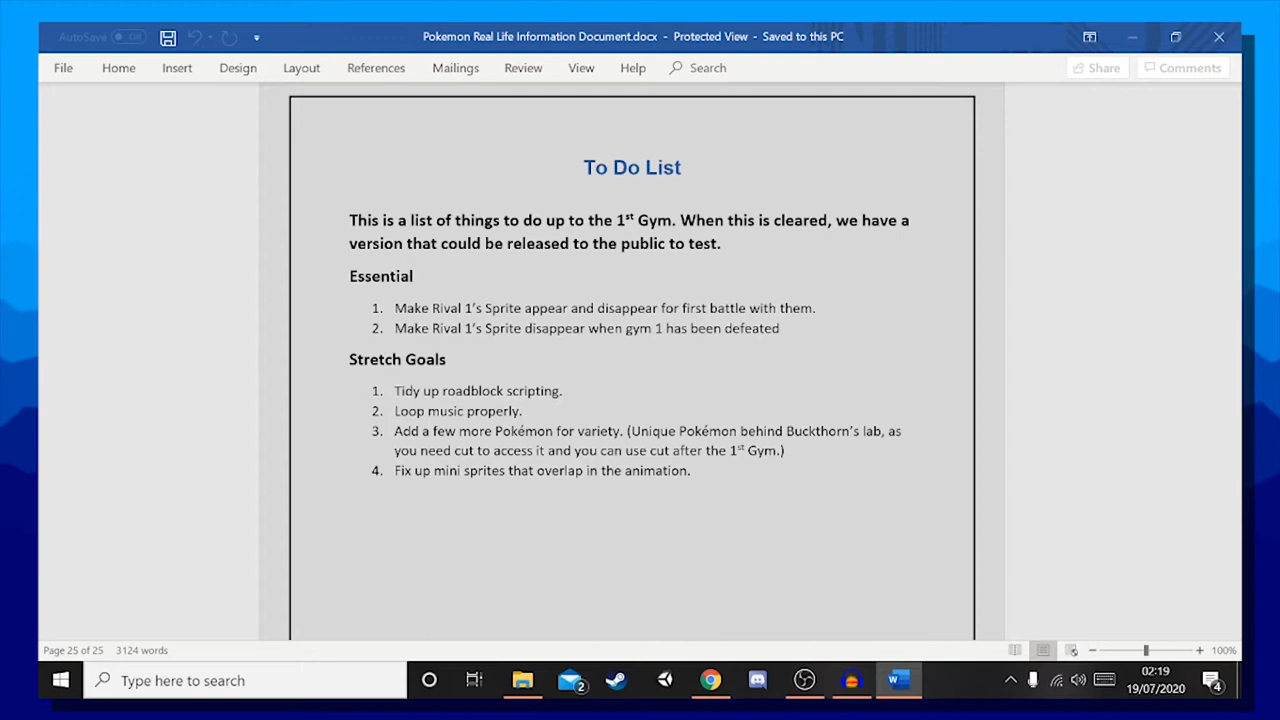 AutoSave Off
Pokemon Real Life Information Document.docx - Protected View - Saved to this PC
File Home Insert Design Layout References Mailings Review View Help Search Share Comments
To Do List
This is a list of things to do up to the 1st Gym. When this is cleared, we have a
version that could be released to the public to test.
Essential
1. Make Rival 1's Sprite appear and disappear for first battle with them.
2. Make Rival 1's Sprite disappear when gym 1 has been defeated
Stretch Goals
1. Tidy up roadblock scripting.
2. Loop music properly.
3. Add a few more Pokémon for variety. (Unique Pokémon behind Buckthorn's lab, as
you need cut to access it and you can use cut after the 1st Gym.)
4. Fix up mini sprites that overlap in the animation.
Page 25 of 25 3124 words 100%
Type here to search 2 02:19
19/07/2020 4